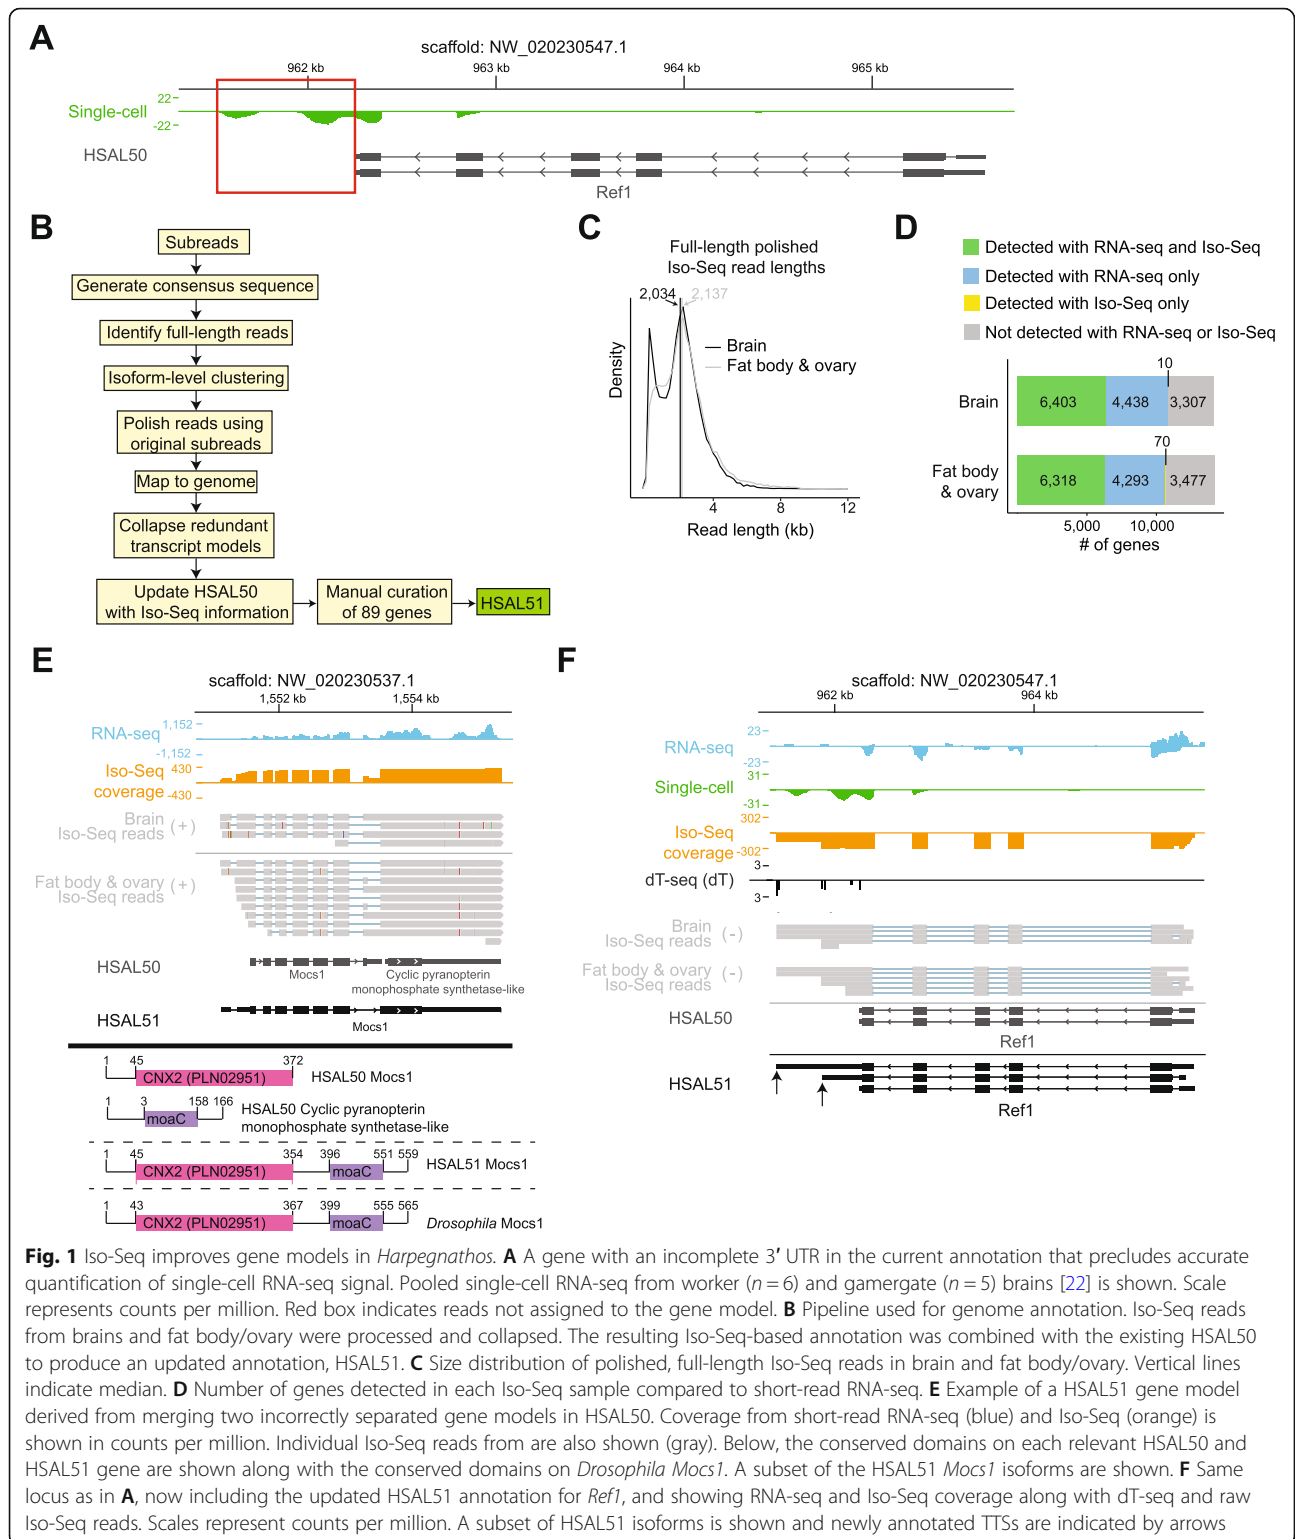 A
scaffold: NW_020230547.1
962 kb
963 kb
964 kb
965 kb
22
Single-cell
-22
HSAL50
Ref1
B
Subreads
Generate consensus sequence
Identify full-length reads
Isoform-level clustering
Polish reads using
original subreads
Map to genome
Collapse redundant
transcript models
Update HSAL50
with Iso-Seq information
Manual curation
of 89 genes
HSAL51
C
Full-length polished
Iso-Seq read lengths
2,034
2,137
Brain
Fat body & ovary
Density
4
8
12
Read length (kb)
D
Detected with RNA-seq and Iso-Seq
Detected with RNA-seq only
Detected with Iso-Seq only
Not detected with RNA-seq or Iso-Seq
10
Brain
6,403
4,438
3,307
70
Fat body
& ovary
6,318
4,293
3,477
5,000
10,000
# of genes
E
scaffold: NW_020230537.1
1,552 kb
1,554 kb
RNA-seq
1,152
-1,152
Iso-Seq
coverage
430
-430
Brain
Iso-Seq reads
(+)
Fat body & ovary
Iso-Seq reads
(+)
HSAL50
Mocs1
Cyclic pyranopterin
monophosphate synthetase-like
HSAL51
Mocs1
1
45
372
CNX2 (PLN02951)
HSAL50 Mocs1
1
3
158
166
moaC
HSAL50 Cyclic pyranopterin
monophosphate synthetase-like
1
45
354
396
551
559
CNX2 (PLN02951)
moaC
HSAL51 Mocs1
1
43
367
399
555
565
CNX2 (PLN02951)
moaC
Drosophila Mocs1
F
scaffold: NW_020230547.1
962 kb
964 kb
RNA-seq
23
-23
Single-cell
31
-31
Iso-Seq
coverage
302
-302
dT-seq (dT)
3
3
Brain
Iso-Seq reads
(-)
Fat body & ovary
Iso-Seq reads
(-)
HSAL50
Ref1
HSAL51
Ref1
Fig. 1 Iso-Seq improves gene models in Harpegnathos. A A gene with an incomplete 3′ UTR in the current annotation that precludes accurate
quantification of single-cell RNA-seq signal. Pooled single-cell RNA-seq from worker (n = 6) and gamergate (n = 5) brains [22] is shown. Scale
represents counts per million. Red box indicates reads not assigned to the gene model. B Pipeline used for genome annotation. Iso-Seq reads
from brains and fat body/ovary were processed and collapsed. The resulting Iso-Seq-based annotation was combined with the existing HSAL50
to produce an updated annotation, HSAL51. C Size distribution of polished, full-length Iso-Seq reads in brain and fat body/ovary. Vertical lines
indicate median. D Number of genes detected in each Iso-Seq sample compared to short-read RNA-seq. E Example of a HSAL51 gene model
derived from merging two incorrectly separated gene models in HSAL50. Coverage from short-read RNA-seq (blue) and Iso-Seq (orange) is
shown in counts per million. Individual Iso-Seq reads from are also shown (gray). Below, the conserved domains on each relevant HSAL50 and
HSAL51 gene are shown along with the conserved domains on Drosophila Mocs1. A subset of the HSAL51 Mocs1 isoforms are shown. F Same
locus as in A, now including the updated HSAL51 annotation for Ref1, and showing RNA-seq and Iso-Seq coverage along with dT-seq and raw
Iso-Seq reads. Scales represent counts per million. A subset of HSAL51 isoforms is shown and newly annotated TTSs are indicated by arrows